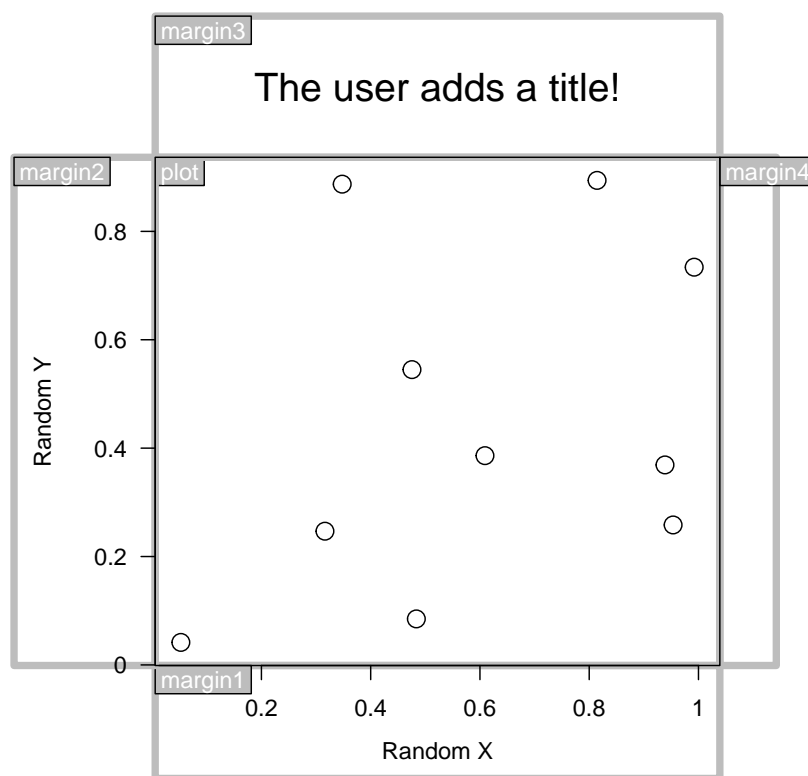 margin3
The user adds a title!
margin2
plot
margin4
0.8
0.6
0.4
0.2
0
Random Y
margin1
0.2 0.4 0.6 0.8 1
Random X